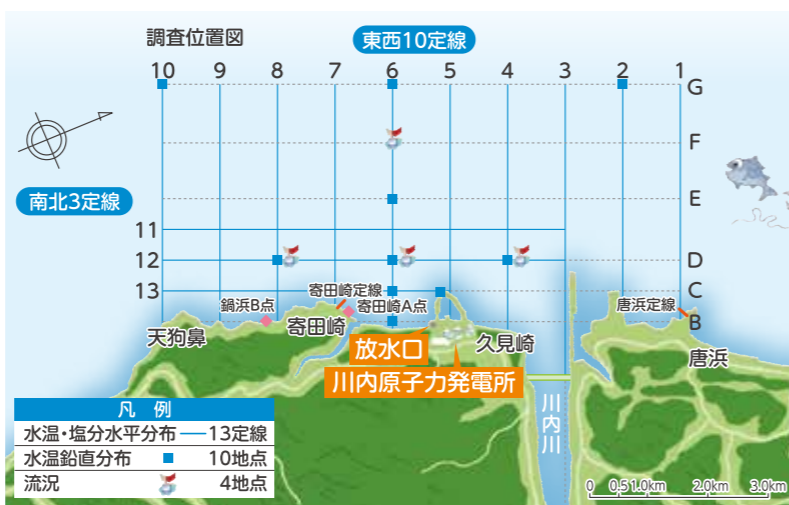 調査位置図
東西10定線
10 9 8 7 6 5 4 3 2 1
G
F
南北3定線
E
11
12
D
13
C
寄田崎定線
鍋浜B点
寄田崎A点
唐浜定線
B
天狗鼻
寄田崎
久見崎
唐浜
放水口
川内原子力発電所
川内川
凡 例
水温・塩分水平分布 13定線
水温鉛直分布 10地点
流況 4地点
0 0.5 1.0km 2.0km 3.0km